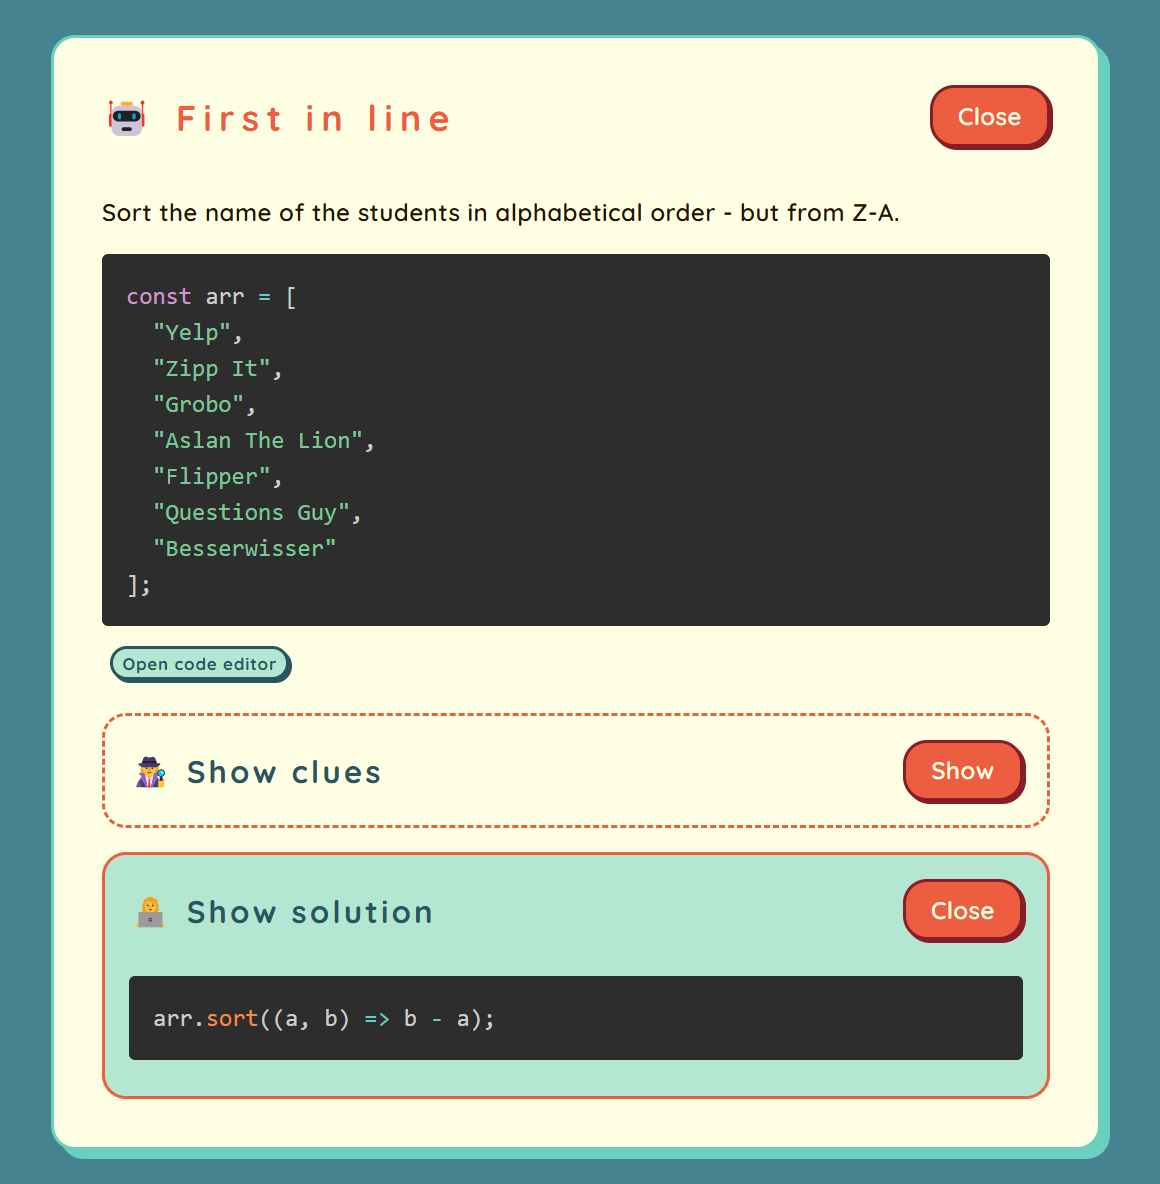 First in line
Close
Sort the name of the students in alphabetical order - but from Z-A.
const arr = [
  "Yelp",
  "Zipp It",
  "Grobo",
  "Aslan The Lion",
  "Flipper",
  "Questions Guy",
  "Besserwisser"
];
Open code editor
Show clues
Show
Show solution
Close
arr.sort((a, b) => b - a);